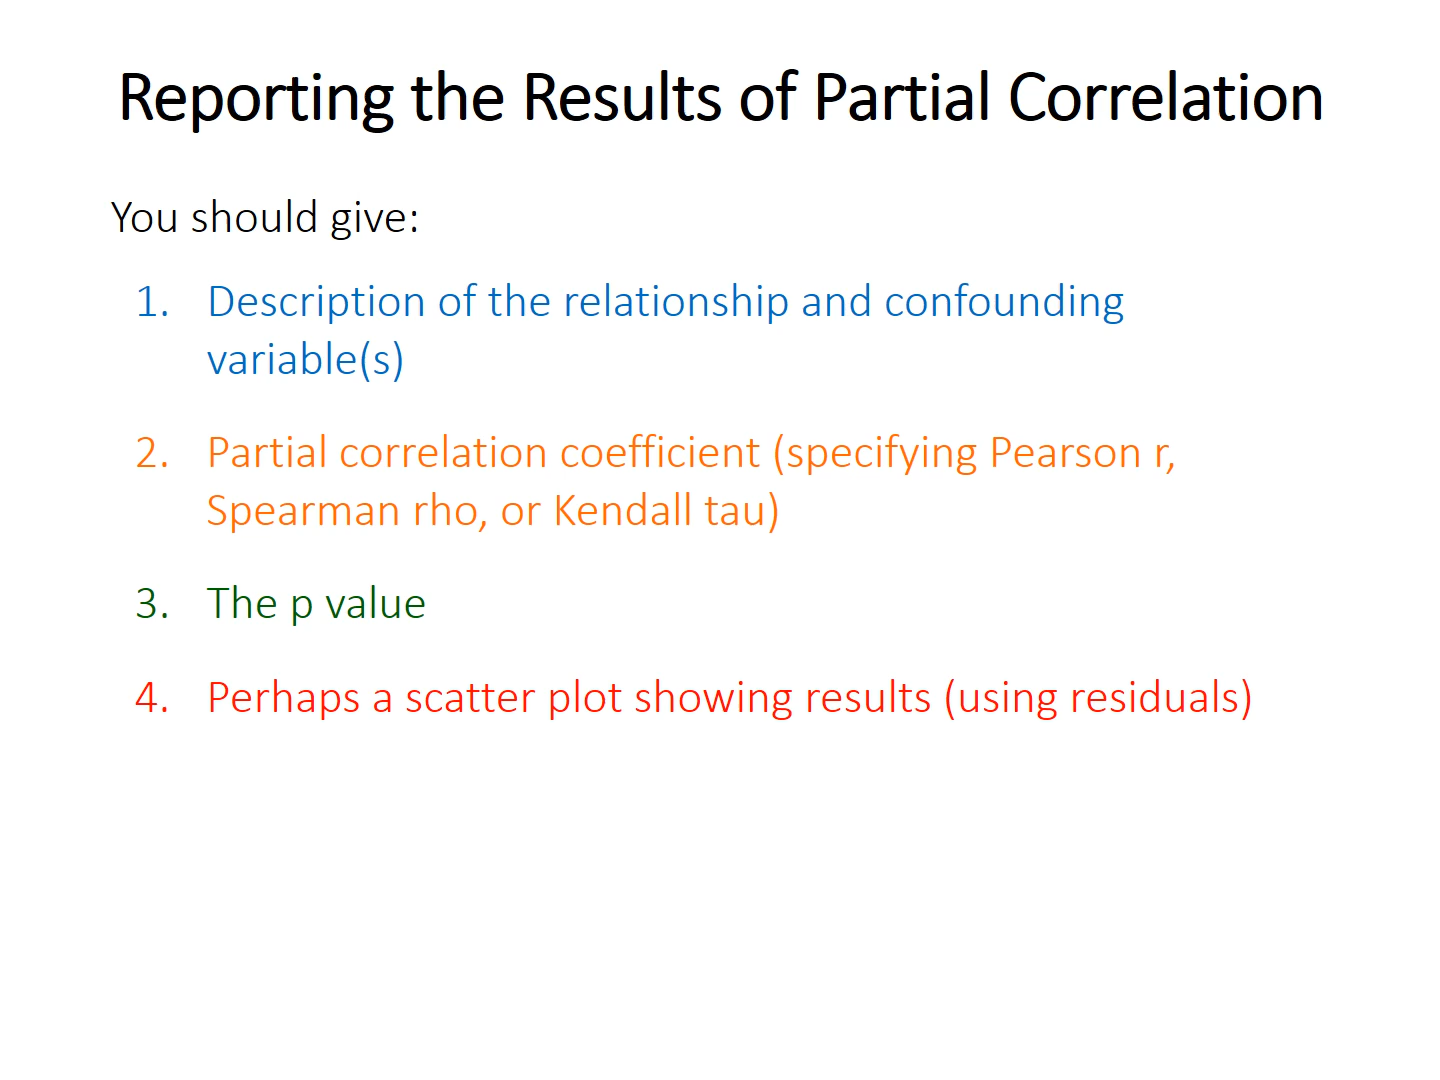 Reporting the Results of Partial Correlation
You should give:
1. Description of the relationship and confounding
variable(s)
2. Partial correlation coefficient (specifying Pearson r,
Spearman rho, or Kendall tau)
3. The p value
4. Perhaps a scatter plot showing results (using residuals)